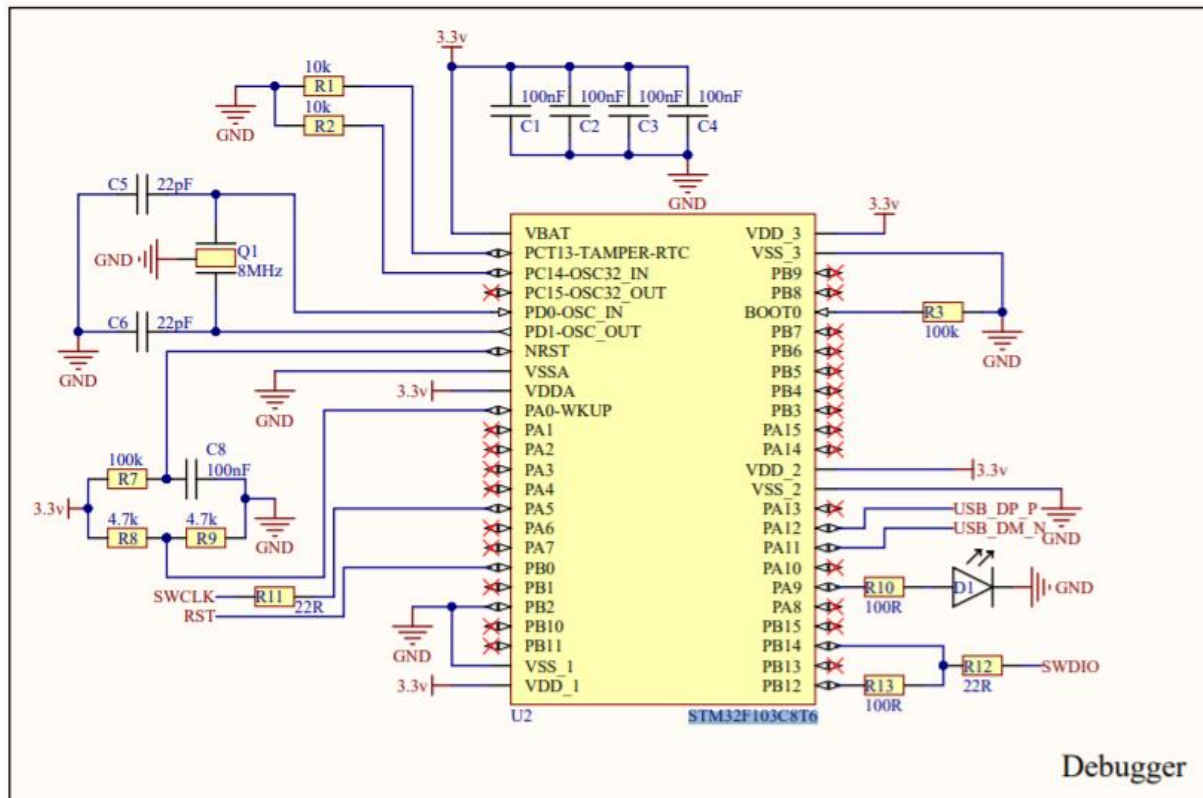 3.3v
10k
R1
10k
R2
GND
100nF 100nF 100nF 100nF
C1 C2 C3 C4
GND
C5 22pF
GND Q1
8MHz
C6 22pF
GND
VBAT
PCT13-TAMPER-RTC
PC14-OSC32_IN
PC15-OSC32_OUT
PD0-OSC_IN
PD1-OSC_OUT
NRST
VSSA
VDDA
PA0-WKUP
PA1
PA2
PA3
PA4
PA5
PA6
PA7
PB0
PB1
PB2
PB10
PB11
VSS_1
VDD_1
GND
3.3v
100k
R7
C8
100nF
3.3v
4.7k
R8
4.7k
R9
GND
SWCLK
R11
22R
RST
GND
3.3v
VDD_3
VSS_3
PB9
PB8
BOOT0
PB7
PB6
PB5
PB4
PB3
PA15
PA14
VDD_2
VSS_2
PA13
PA12
PA11
PA10
PA9
PA8
PB15
PB14
PB13
PB12
3.3v
R3
100k
GND
3.3v
USB_DP_P
USB_DM_N
GND
R10
100R
D1
GND
R12
22R
SWDIO
R13
100R
U2
STM32F103C8T6
Debugger